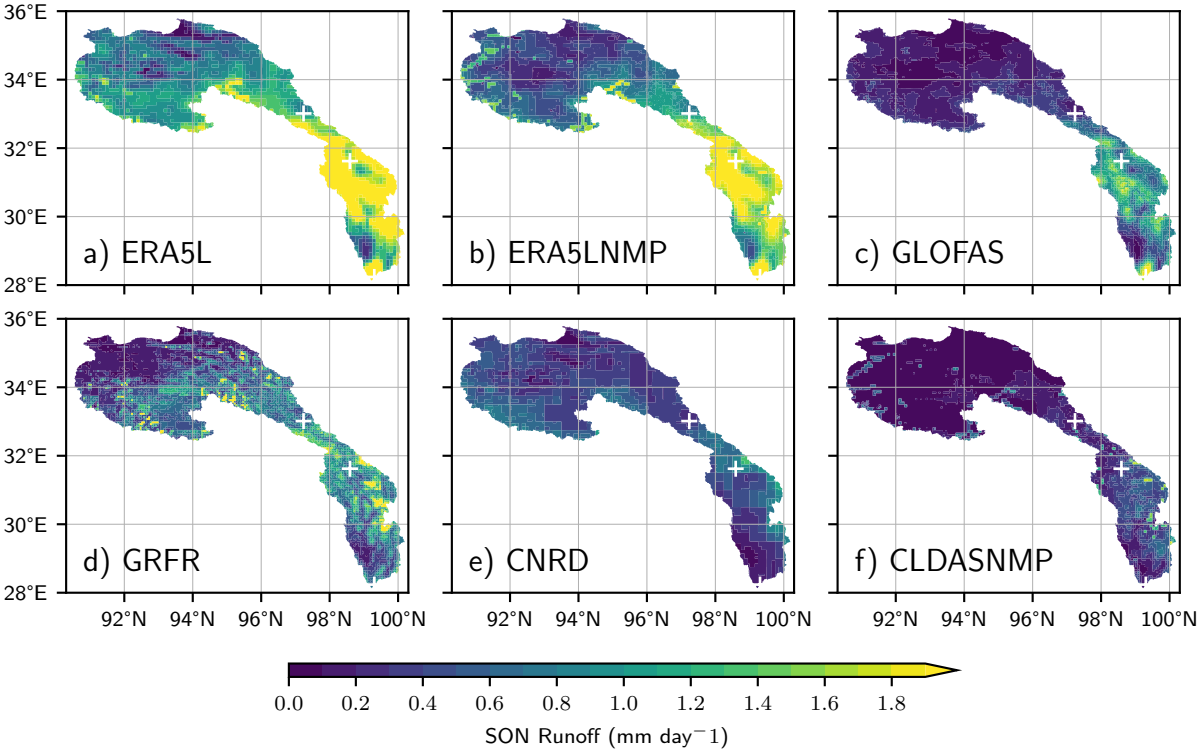 36°E
34°E
32°E
30°E
28°E
a) ERA5L
b) ERA5LNMP
c) GLOFAS
36°E
34°E
32°E
30°E
28°E
d) GRFR
e) CNRD
f) CLDASNMP
92°N 94°N 96°N 98°N 100°N
92°N 94°N 96°N 98°N 100°N
92°N 94°N 96°N 98°N 100°N
0.0 0.2 0.4 0.6 0.8 1.0 1.2 1.4 1.6 1.8
SON Runoff (mm day⁻1)